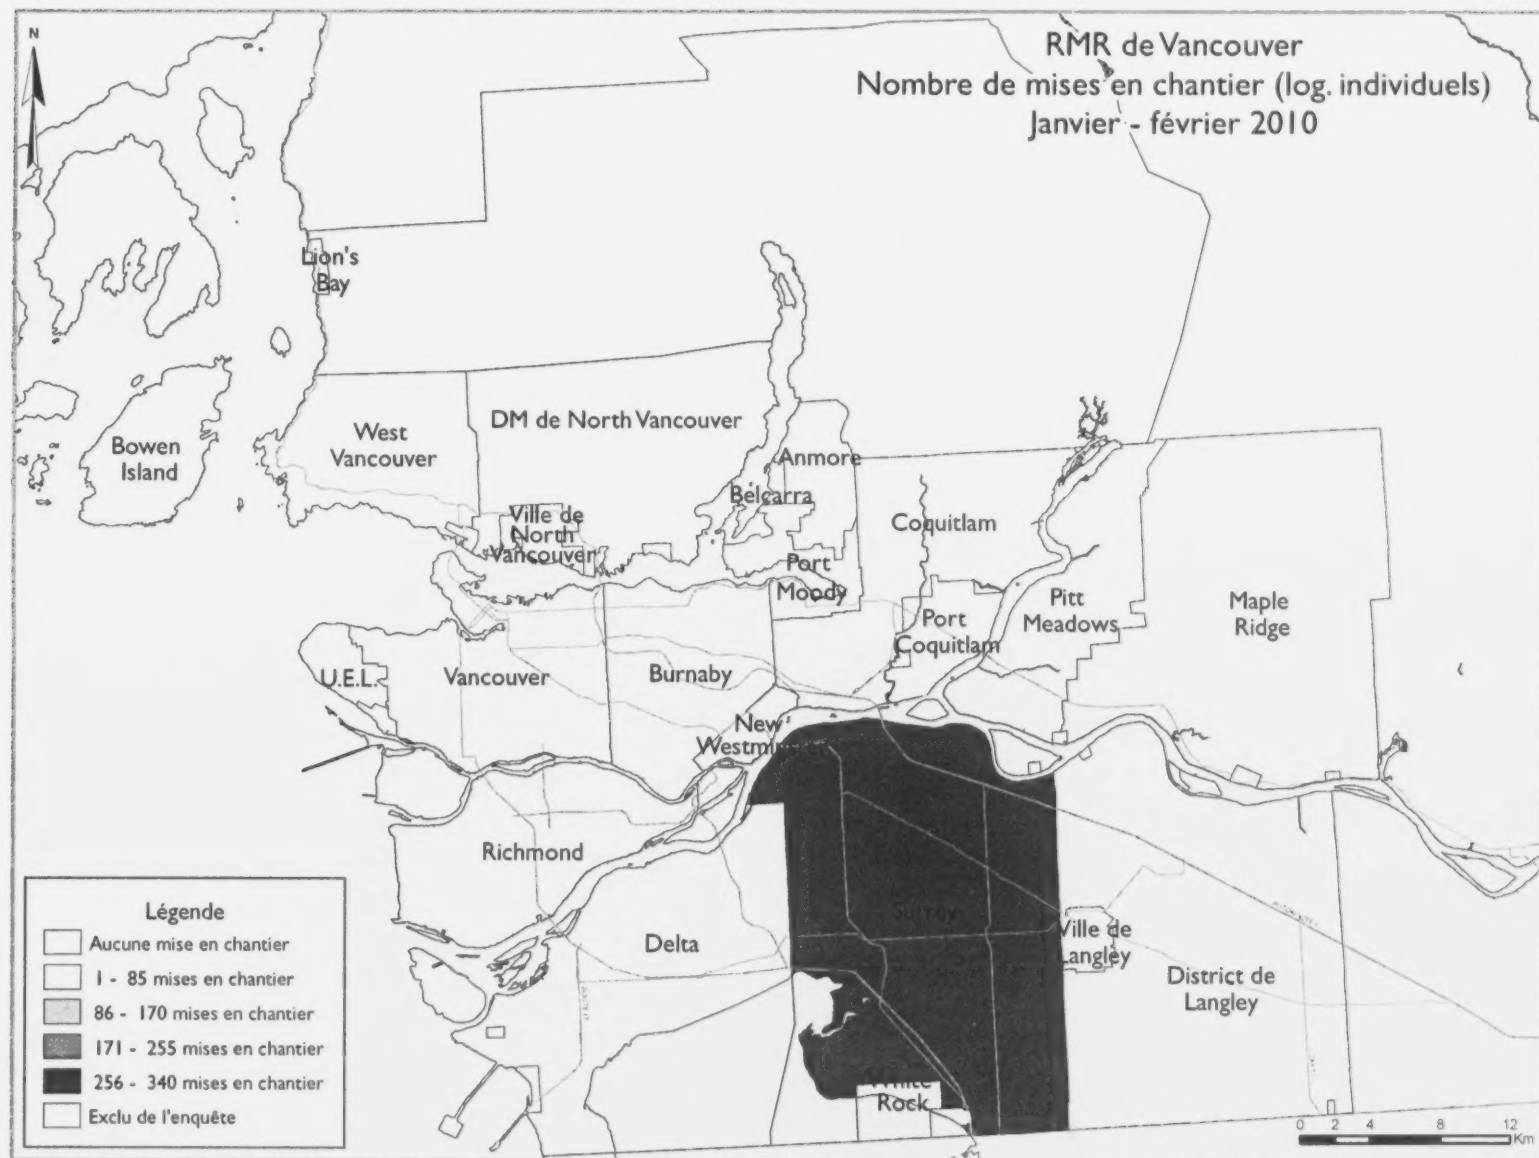 N
RMR de Vancouver
Nombre de mises en chantier (log. individuels)
Janvier - février 2010
Lion's
Bay
Bowen
Island
West
Vancouver
DM de North Vancouver
Anmore
Belcarra
Ville de
North
Vancouver
Coquitlam
Port
Moody
Port
Coquitlam
Pitt
Meadows
Maple
Ridge
U.E.L.
Vancouver
Burnaby
New
Westminster
Richmond
Surrey
Delta
Ville de
Langley
District de
Langley
White
Rock
Légende
Aucune mise en chantier
1 - 85 mises en chantier
86 - 170 mises en chantier
171 - 255 mises en chantier
256 - 340 mises en chantier
Exclu de l'enquête
0 2 4 8 12
Km